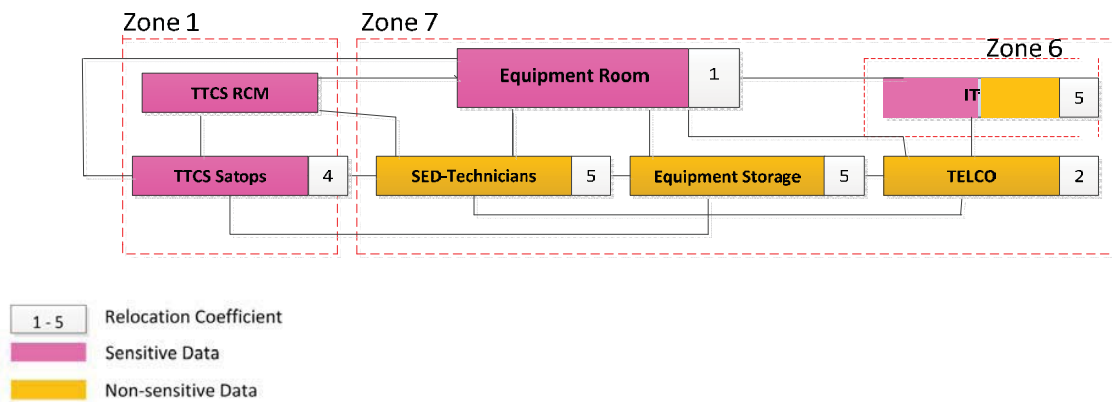 Zone 1
Zone 7
Zone 6
Equipment Room
1
TTCS RCM
IT
5
TTCS Satops
4
SED-Technicians
5
Equipment Storage
5
TELCO
2
1 - 5
Relocation Coefficient
Sensitive Data
Non-sensitive Data